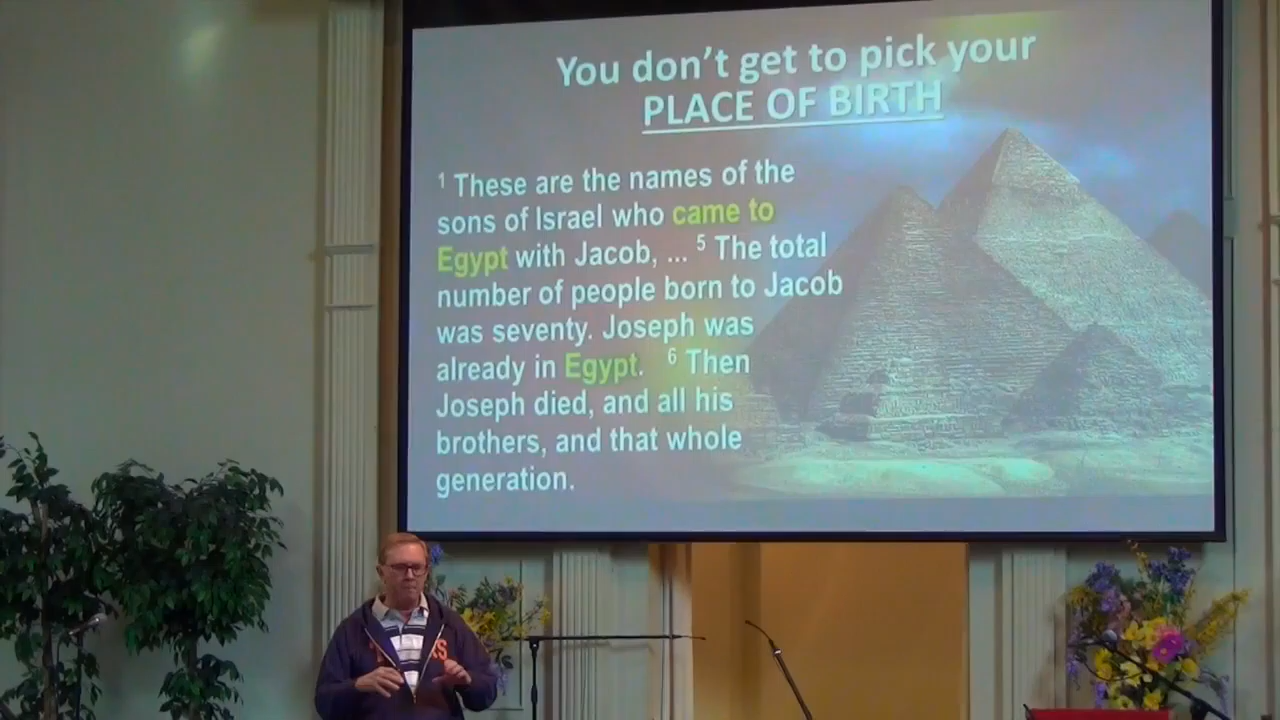 You don't get to pick your
PLACE OF BIRTH
1 These are the names of the
sons of Israel who came to
Egypt with Jacob, ... 5 The total
number of people born to Jacob
was seventy. Joseph was
already in Egypt. 6 Then
Joseph died, and all his
brothers, and that whole
generation.